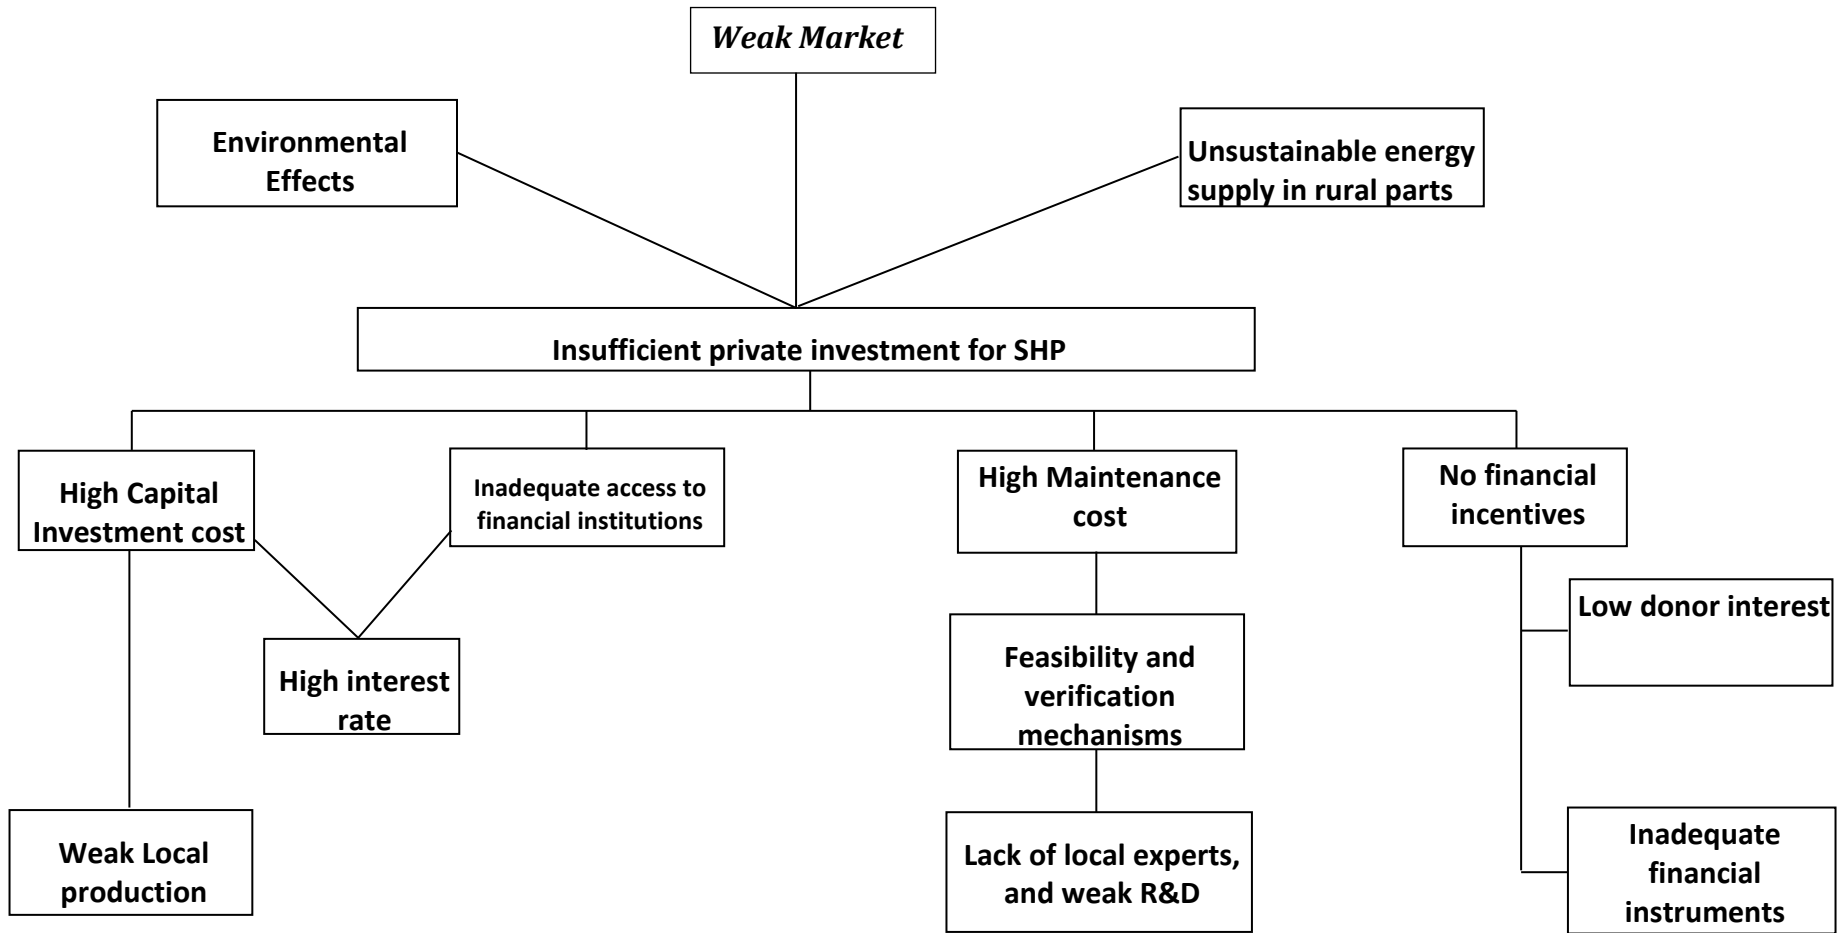 Weak Market
Environmental
Effects
Unsustainable energy
supply in rural parts
Insufficient private investment for SHP
High Capital
Investment cost
Inadequate access to
financial institutions
High Maintenance
cost
No financial
incentives
Low donor interest
High interest
rate
Feasibility and
verification
mechanisms
Weak Local
production
Lack of local experts,
and weak R&D
Inadequate
financial
instruments